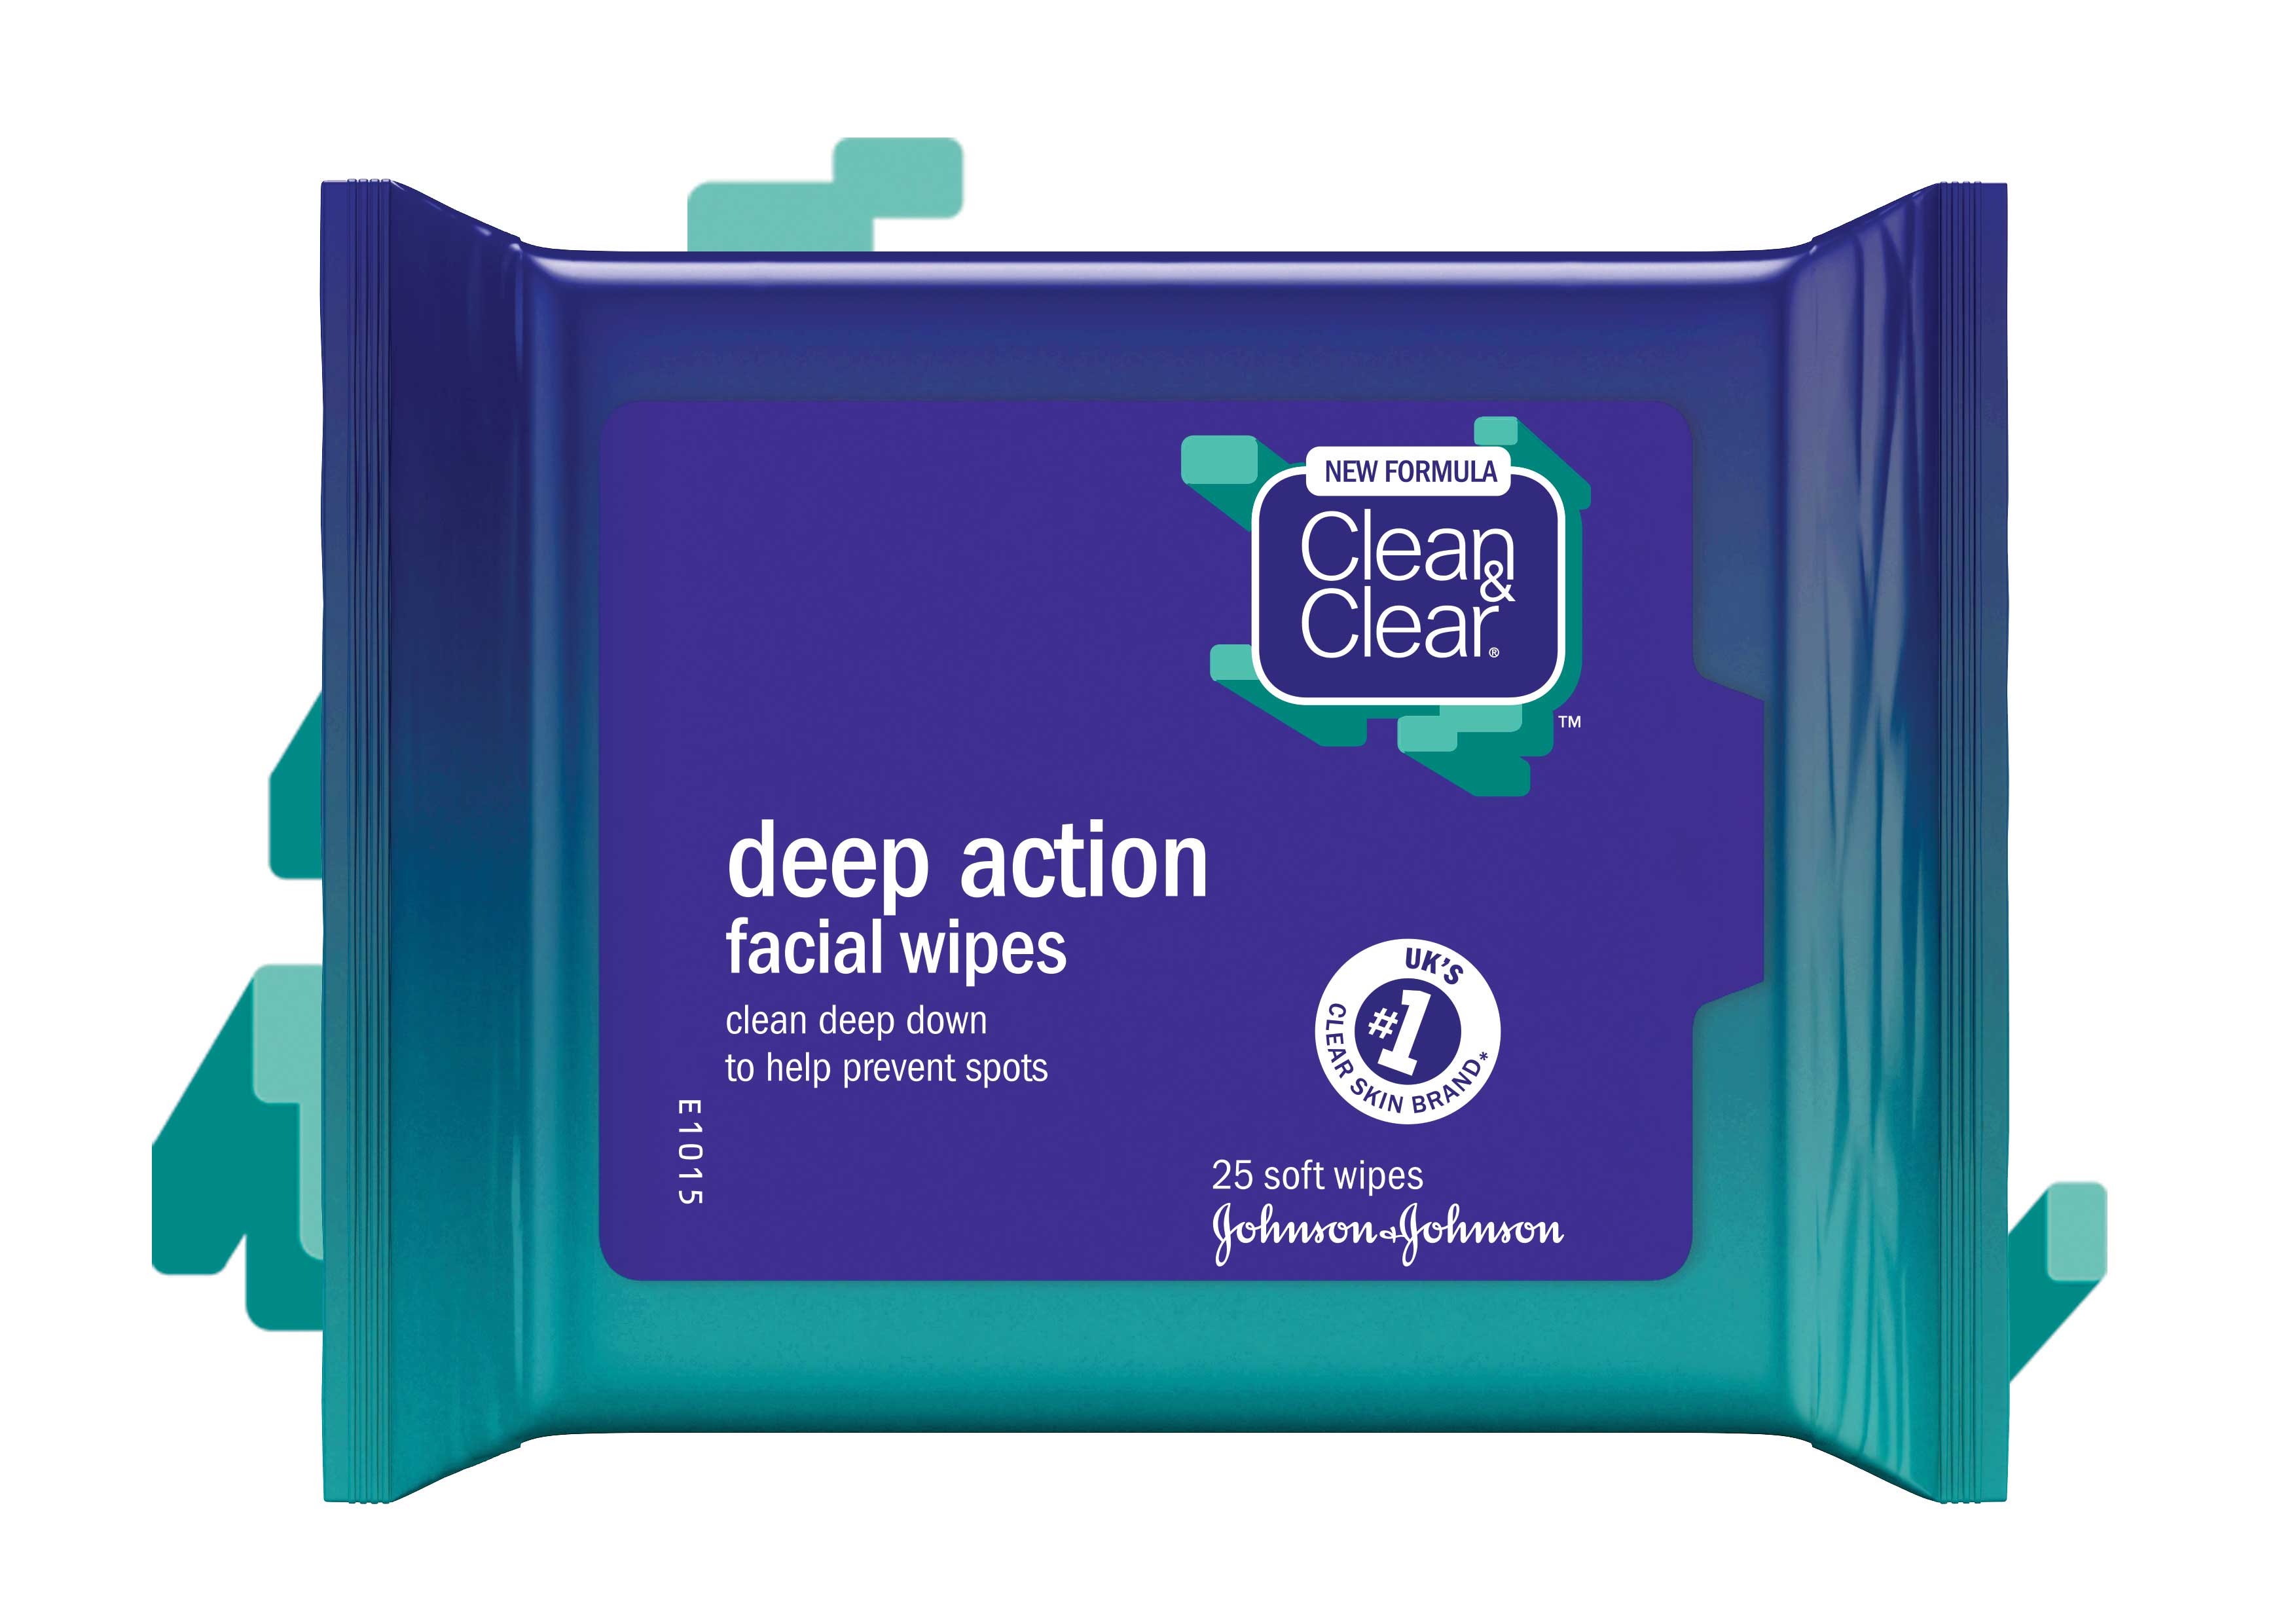 NEW FORMULA
Clean
&
Clear®
TM
deep action
facial wipes
clean deep down
to help prevent spots
UK'S
#1
CLEAR SKIN BRAND*
E1015
25 soft wipes
Johnson & Johnson